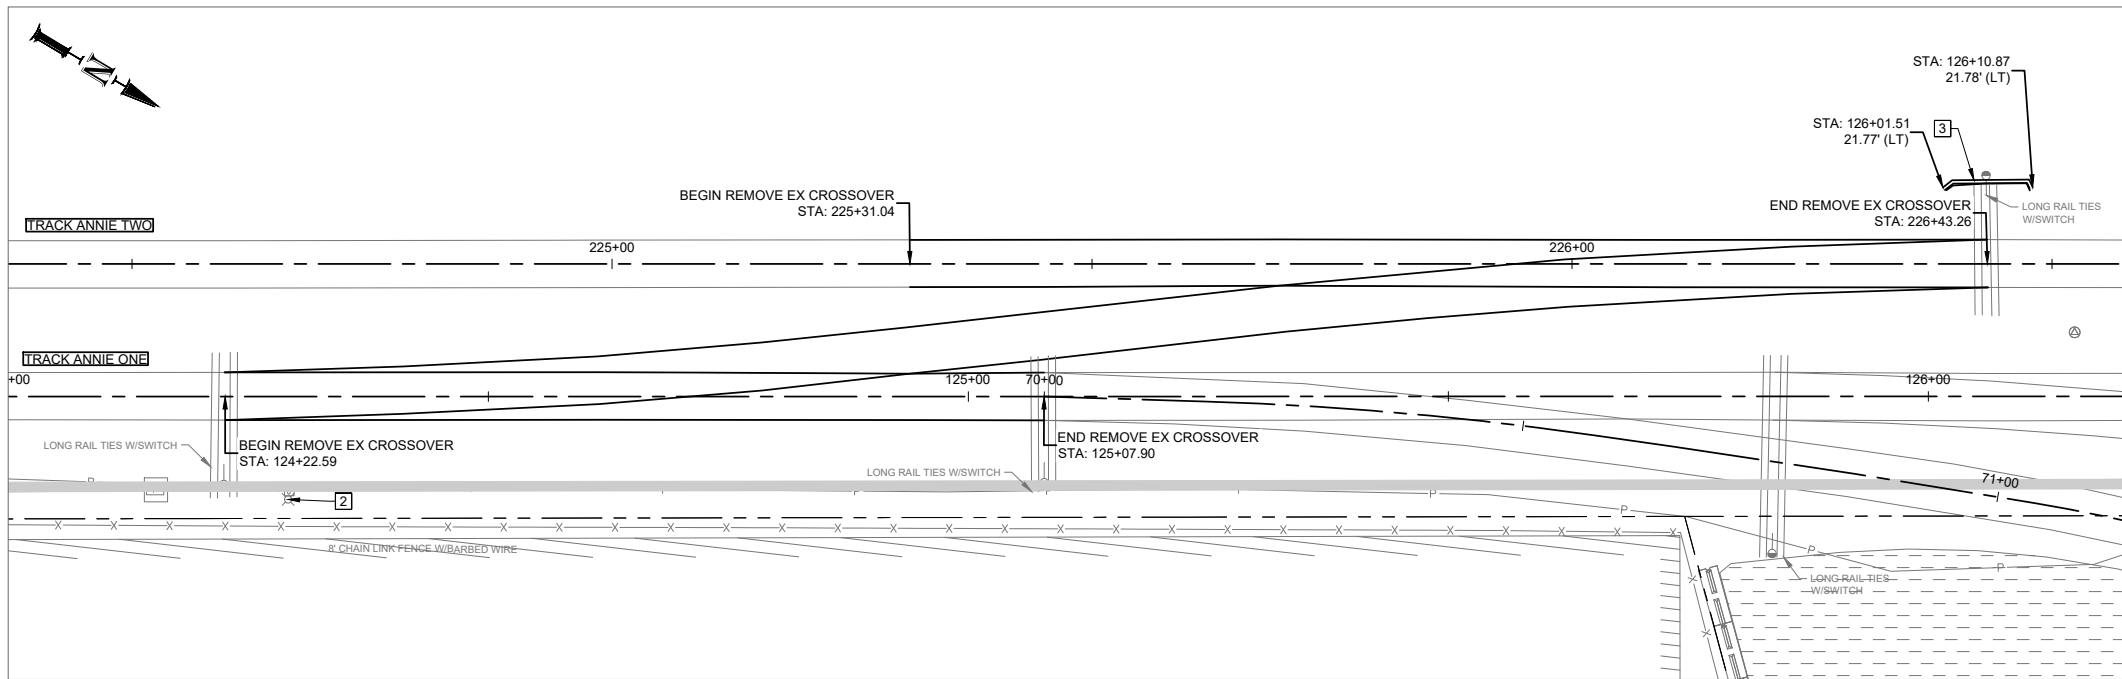 N
STA: 126+10.87
21.78' (LT)
STA: 126+01.51
21.77' (LT)
3
BEGIN REMOVE EX CROSSOVER
STA: 225+31.04
END REMOVE EX CROSSOVER
STA: 226+43.26
LONG RAIL TIES
W/SWITCH
TRACK ANNIE TWO
225+00
226+00
TRACK ANNIE ONE
+00
125+00
70+00
126+00
LONG RAIL TIES W/SWITCH
BEGIN REMOVE EX CROSSOVER
STA: 124+22.59
END REMOVE EX CROSSOVER
STA: 125+07.90
LONG RAIL TIES W/SWITCH
2
71+00
P
P
P
P
P
P
P
X X X X X X X X X X X X X X X X X X X X X X X X X X X X X X
8' CHAIN LINK FENCE W/BARBED WIRE
LONG RAIL TIES
W/SWITCH
X
X